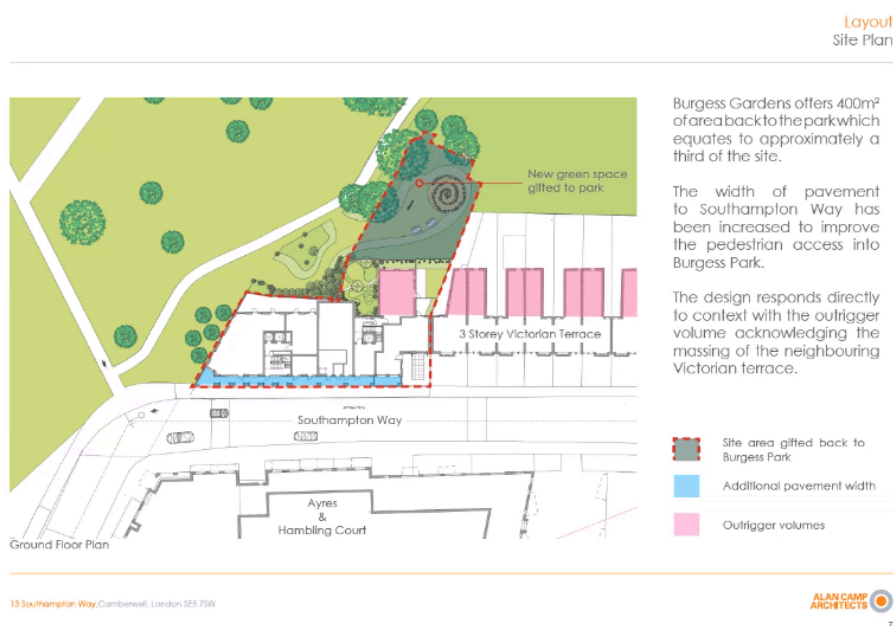 Layout
Site Plan
Burgess Gardens offers 400m²
of area back to the park which
equates to approximately a
third of the site.
The width of pavement
to Southampton Way has
been increased to improve
the pedestrian access into
Burgess Park.
The design responds directly
to context with the outrigger
volume acknowledging the
massing of the neighbouring
Victorian terrace.
New green space
gifted to park
3 Storey Victorian Terrace
Southampton Way
Ayres
&
Hambling Court
Ground Floor Plan
Site area gifted back to
Burgess Park
Additional pavement width
Outrigger volumes
13 Southampton Way, Camberwell, London SE5 7SW
ALAN CAMP
ARCHITECTS
7